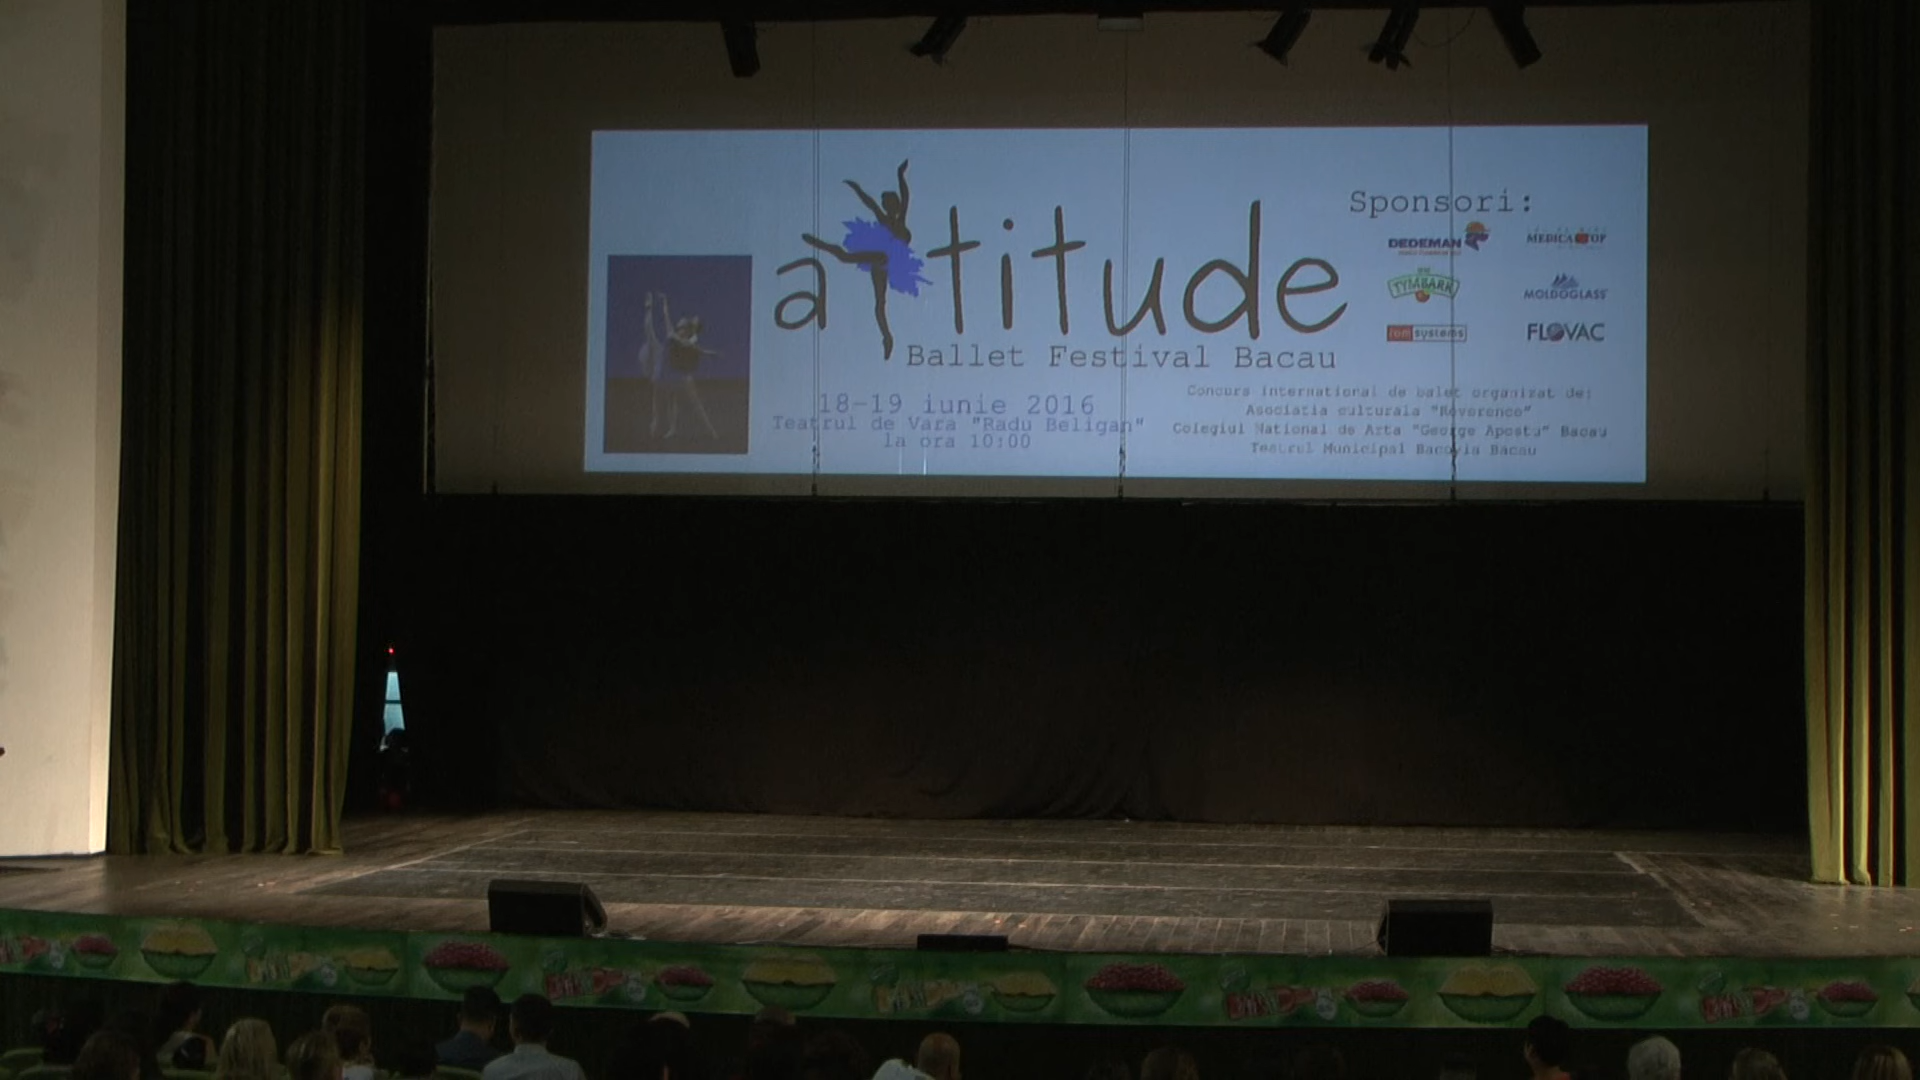 attitude
Ballet Festival Bacau
18-19 iunie 2016
Teatrul de Vara "Radu Beligan"
la ora 10:00
Sponsori:
DEDEMAN
MEDICA TOP
TYMBARK
MOLDOGLASS
romsystems
FLOVAC
Concurs international de balet organizat de:
Asociatia culturala "Reverence"
Colegiul National de Arta "George Apostu" Bacau
Teatrul Municipal Bacovia Bacau